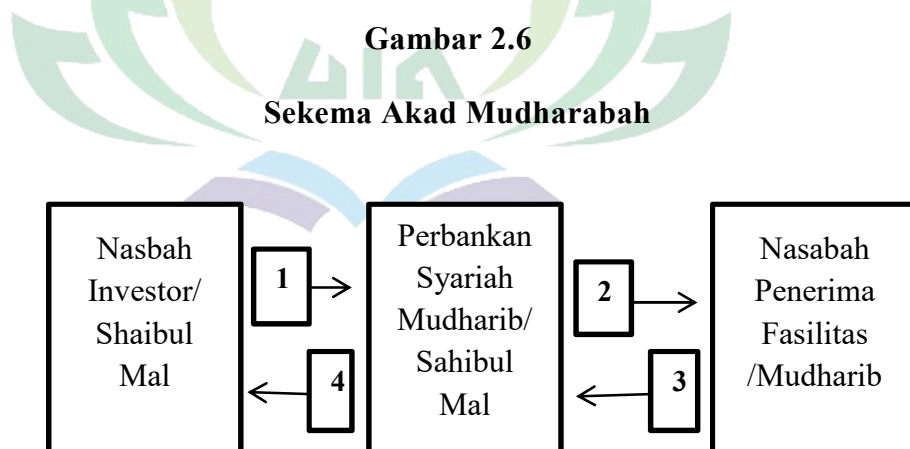 Gambar 2.6
Sekema Akad Mudharabah
Nasbah
Investor/
Shaibul
Mal
1
4
Perbankan
Syariah
Mudharib/
Sahibul
Mal
2
3
Nasabah
Penerima
Fasilitas
/Mudharib